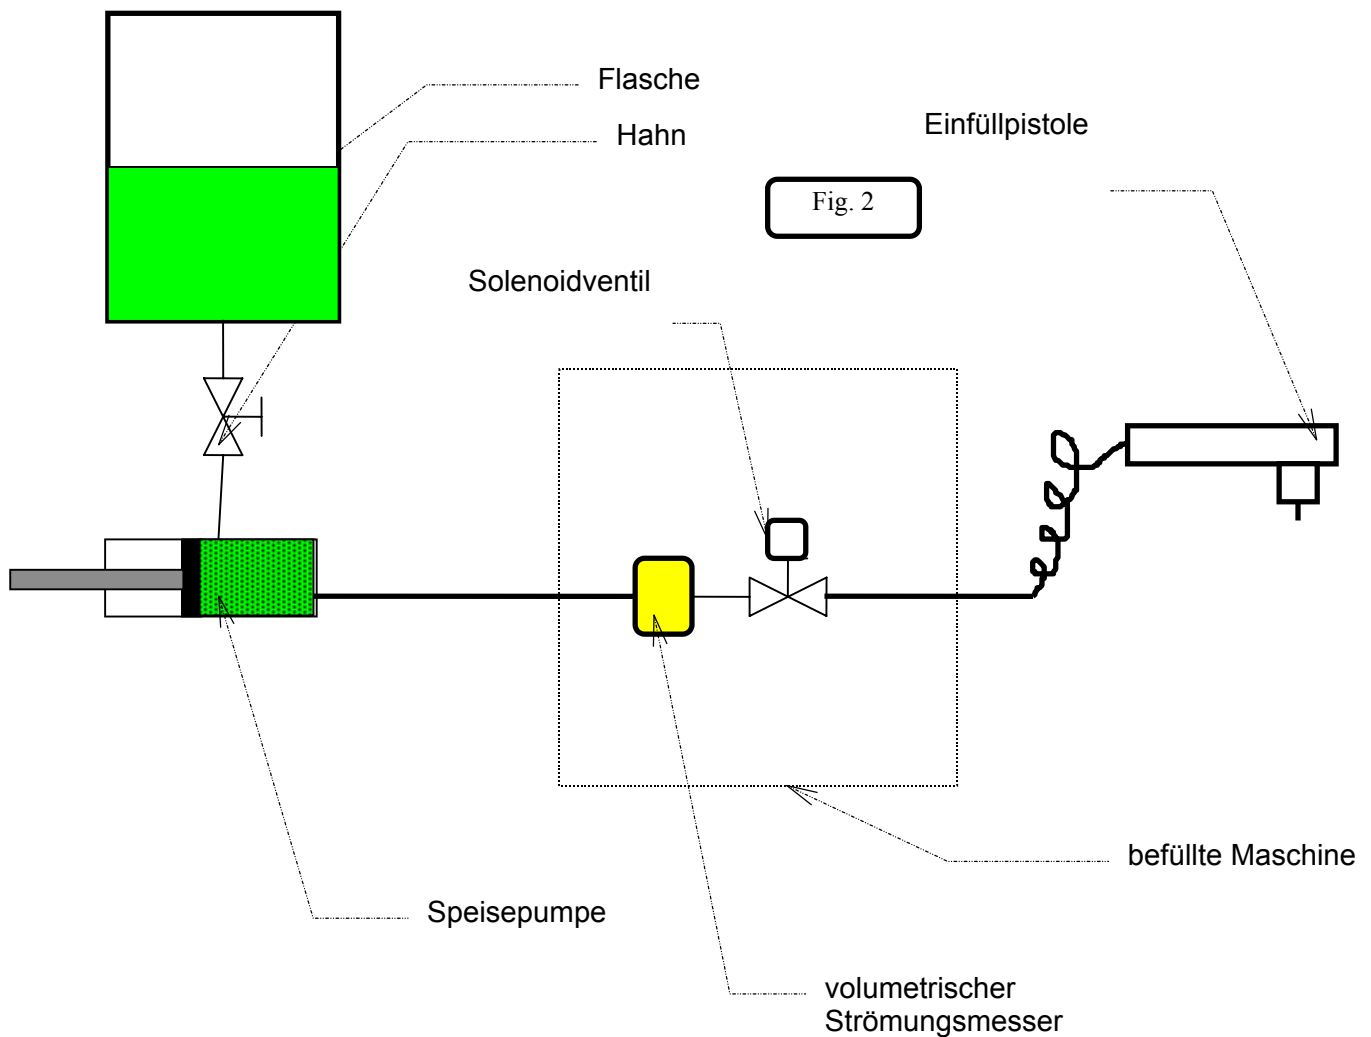 Flasche
Hahn
Einfüllpistole
Fig. 2
Solenoidventil
befüllte Maschine
Speisepumpe
volumetrischer
Strömungsmesser